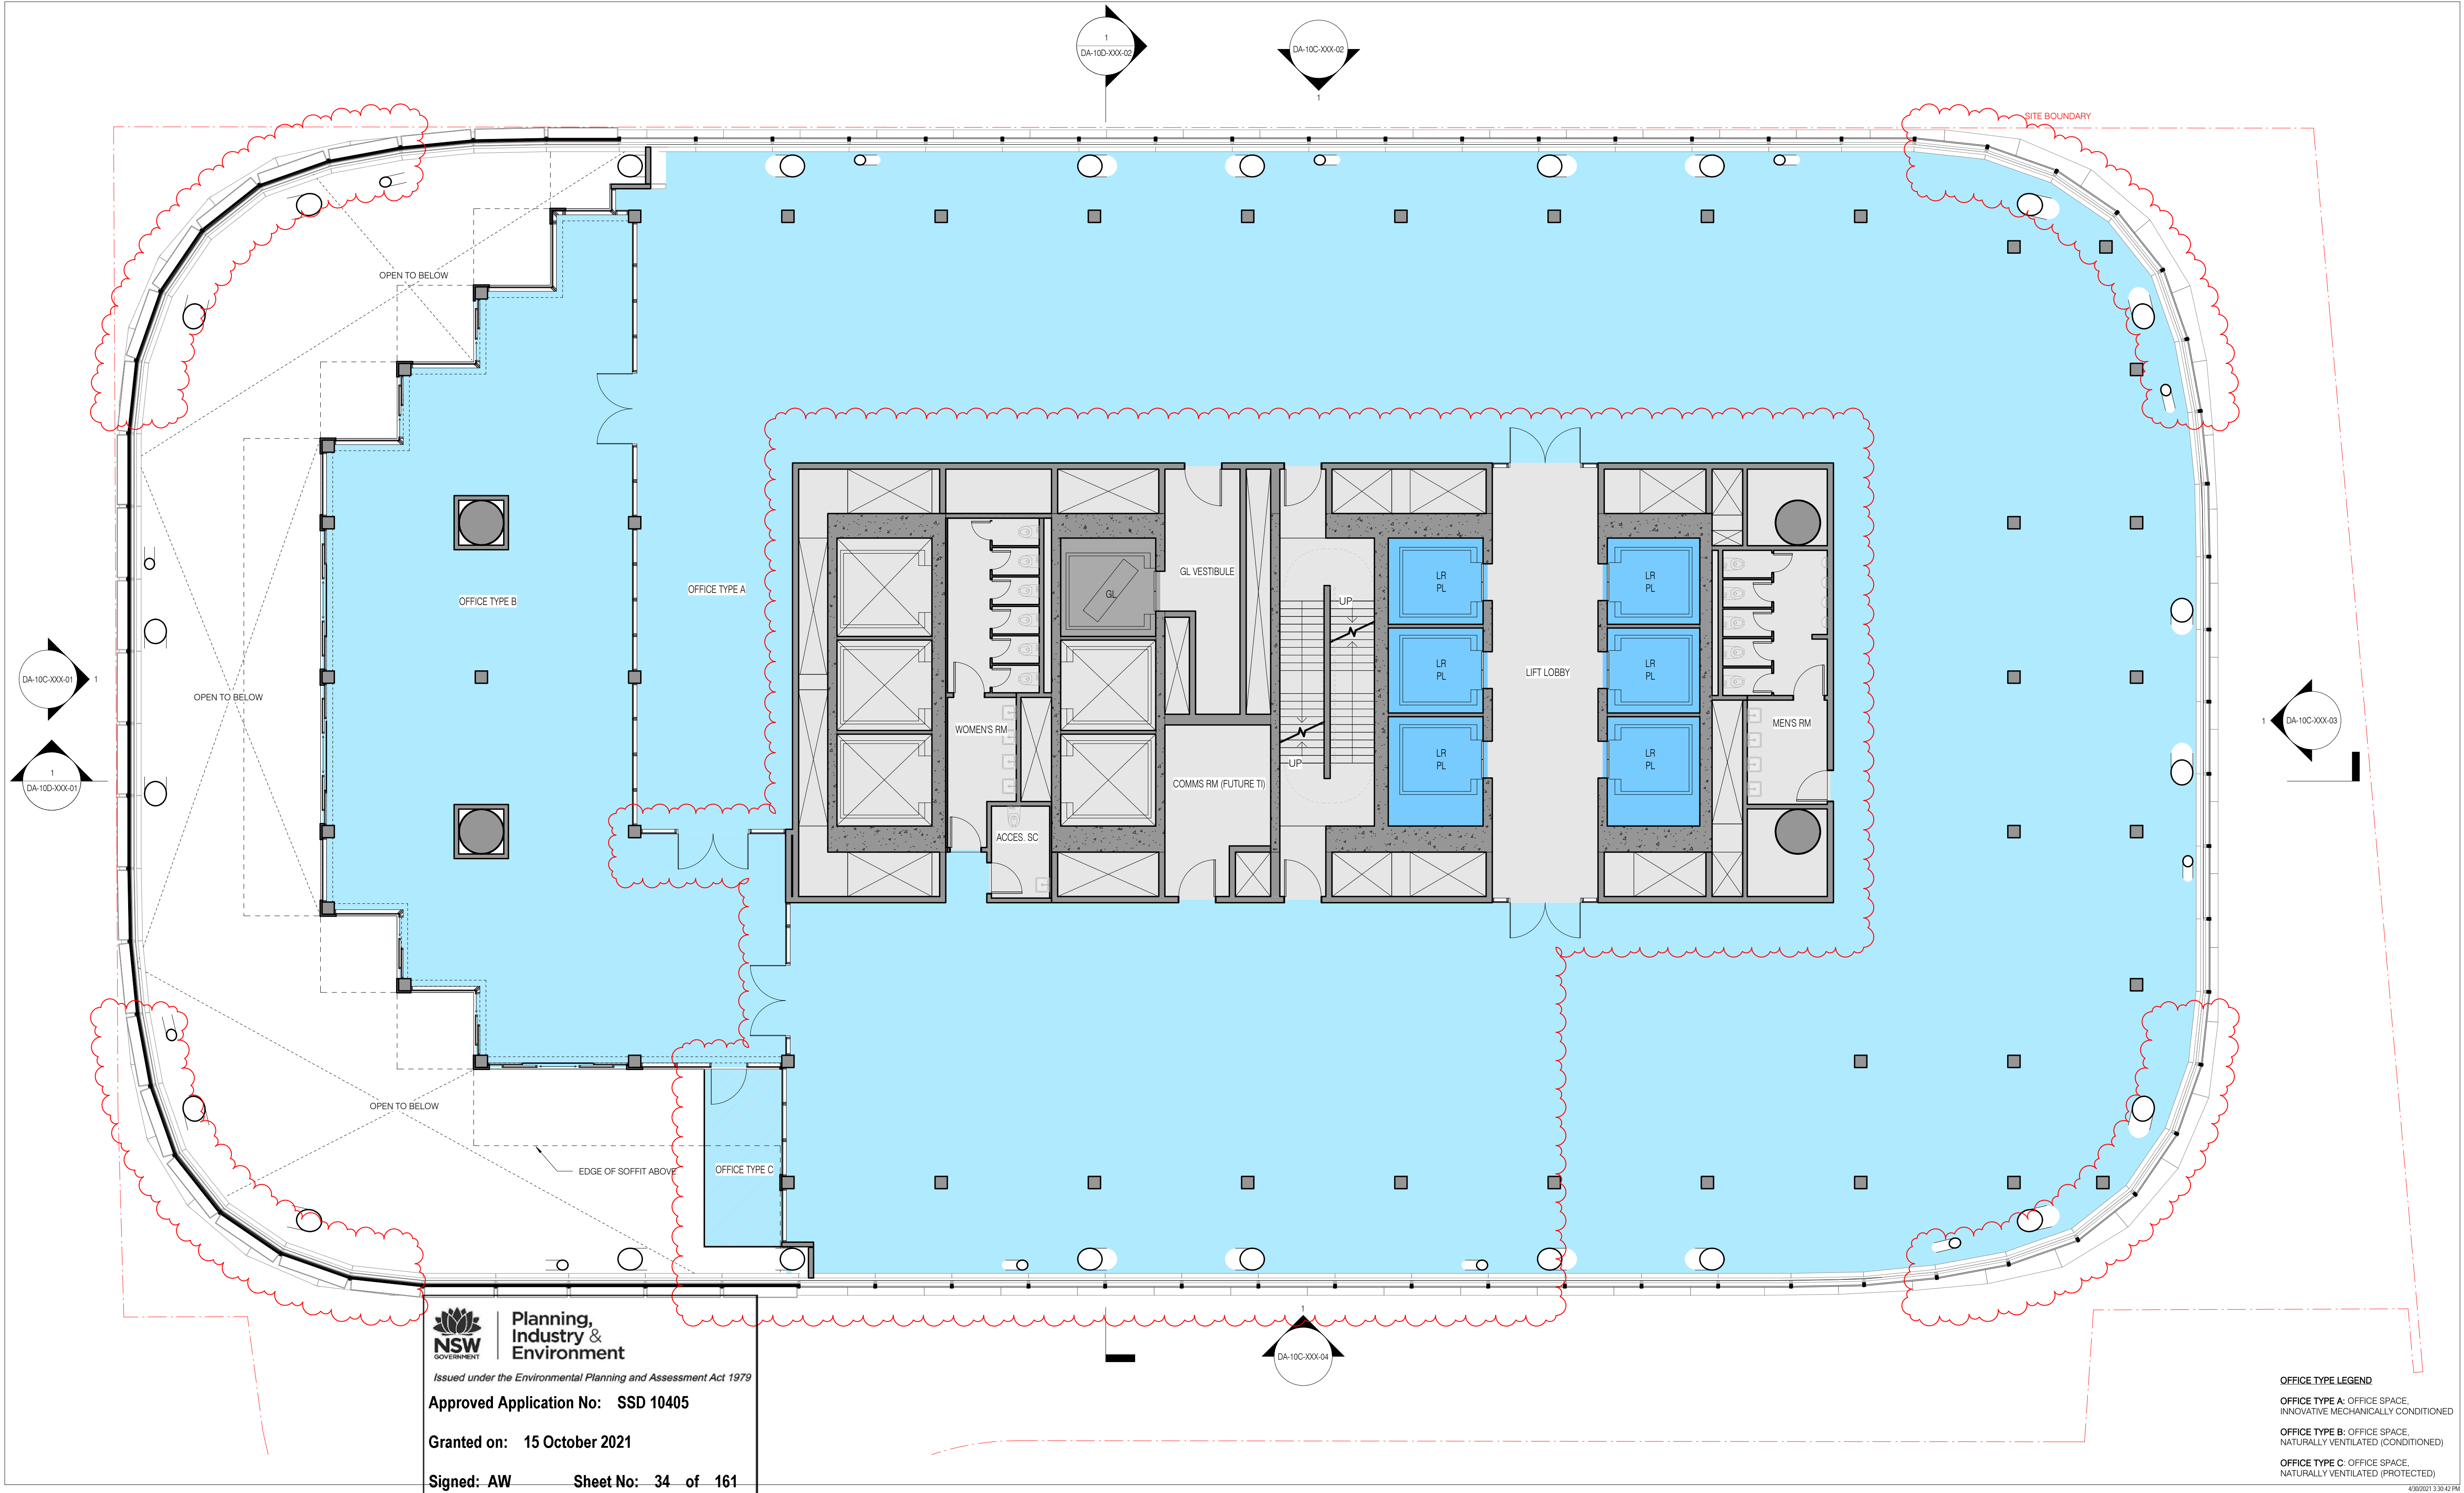 1
DA-10D-XXX-02
DA-10C-XXX-02
1
SITE BOUNDARY
OPEN TO BELOW
GL VESTIBULE
LR
PL
LR
PL
OFFICE TYPE A
GL
OFFICE TYPE B
UP
LR
PL
LR
PL
LIFT LOBBY
DA-10C-XXX-01
1
OPEN TO BELOW
WOMEN'S RM
MEN'S RM
1
DA-10C-XXX-03
LR
PL
LR
PL
UP
1
DA-10D-XXX-01
COMMS RM (FUTURE TI)
ACCES. SC
OPEN TO BELOW
EDGE OF SOFFIT ABOVE
OFFICE TYPE C
1
DA-10C-XXX-04
NSW
GOVERNMENT
Planning,
Industry &
Environment
Issued under the Environmental Planning and Assessment Act 1979
Approved Application No: SSD 10405
Granted on: 15 October 2021
Signed: AW Sheet No: 34 of 161
OFFICE TYPE LEGEND
OFFICE TYPE A: OFFICE SPACE,
INNOVATIVE MECHANICALLY CONDITIONED
OFFICE TYPE B: OFFICE SPACE,
NATURALLY VENTILATED (CONDITIONED)
OFFICE TYPE C: OFFICE SPACE,
NATURALLY VENTILATED (PROTECTED)
4/30/2021 3:30:42 PM